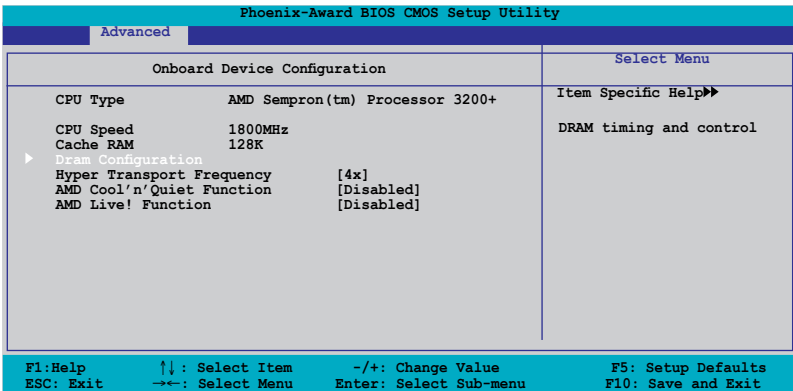 Phoenix-Award BIOS CMOS Setup Utility
Advanced
Onboard Device Configuration
Select Menu
CPU Type AMD Sempron(tm) Processor 3200+
Item Specific Help▶▶
CPU Speed 1800MHz
DRAM timing and control
Cache RAM 128K
▶ Dram Configuration
Hyper Transport Frequency [4x]
AMD Cool'n'Quiet Function [Disabled]
AMD Live! Function [Disabled]
F1:Help ↑↓: Select Item -/+: Change Value F5: Setup Defaults
ESC: Exit →←: Select Menu Enter: Select Sub-menu F10: Save and Exit